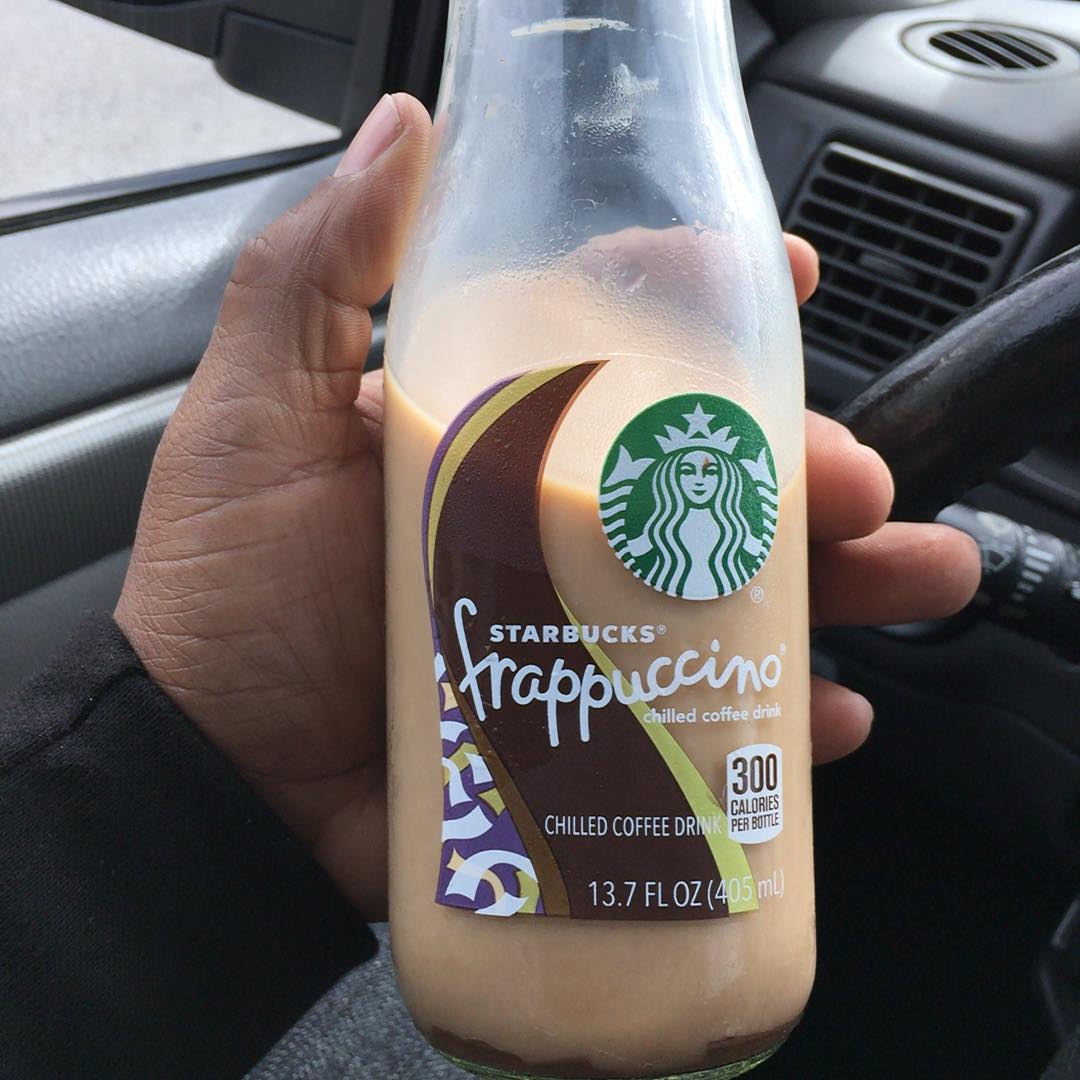 STARBUCKS®
frappuccino®
chilled coffee drink
300
CALORIES
PER BOTTLE
CHILLED COFFEE DRINK
13.7 FL OZ (405 mL)
®